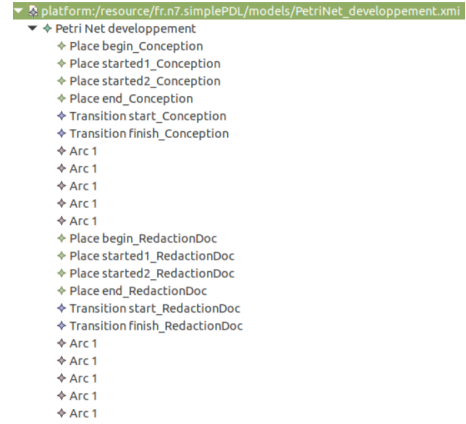 platform:/resource/fr.n7.simplePDL/models/PetriNet_developpement.xmi
Petri Net developpement
Place begin_Conception
Place started1_Conception
Place started2_Conception
Place end_Conception
Transition start_Conception
Transition finish_Conception
Arc 1
Arc 1
Arc 1
Arc 1
Arc 1
Place begin_RedactionDoc
Place started1_RedactionDoc
Place started2_RedactionDoc
Place end_RedactionDoc
Transition start_RedactionDoc
Transition finish_RedactionDoc
Arc 1
Arc 1
Arc 1
Arc 1
Arc 1